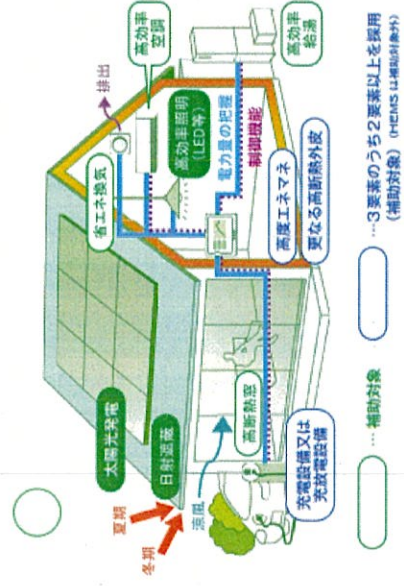 夏期
冬期
太陽光発電
日射遮蔽
涼風
高断熱窓
充電設備又は
充放電設備
省エネ換気
排出
高効率
空調
高効率照明
(LED等)
電力量の把握
制御機能
高度エネマネ
更なる高断熱外皮
高効率
給湯
…補助対象
…3要素のうち2要素以上を採用
(補助対象)(HEMSは補助対象外)